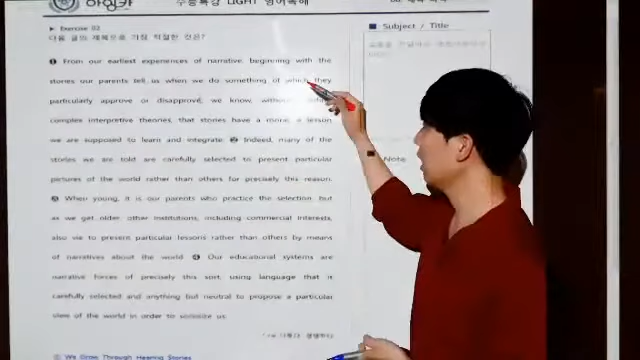 아잉카
수능특강 LIGHT 영어독해
▶ Exercise 02
다음 글의 제목으로 가장 적절한 것은?
❶ From our earliest experiences of narrative, beginning with the
stories our parents tell us when we do something of which they
particularly approve or disapprove, we know, without
complex interpretive theories, that stories have a moral, a lesson
we are supposed to learn and integrate. ❷ Indeed, many of the
stories we are told are carefully selected to present particular
pictures of the world rather than others for precisely this reason.
❸ When young, it is our parents who practice the selection, but
as we get older other institutions, including commercial interests,
also vie to present particular lessons rather than others by means
of narratives about the world. ❹ Our educational systems are
narrative forces of precisely this sort, using language that is
carefully selected and anything but neutral to propose a particular
view of the world in order to socialize us.
We Grow Through Hearing Stories
■ Subject / Title
Note